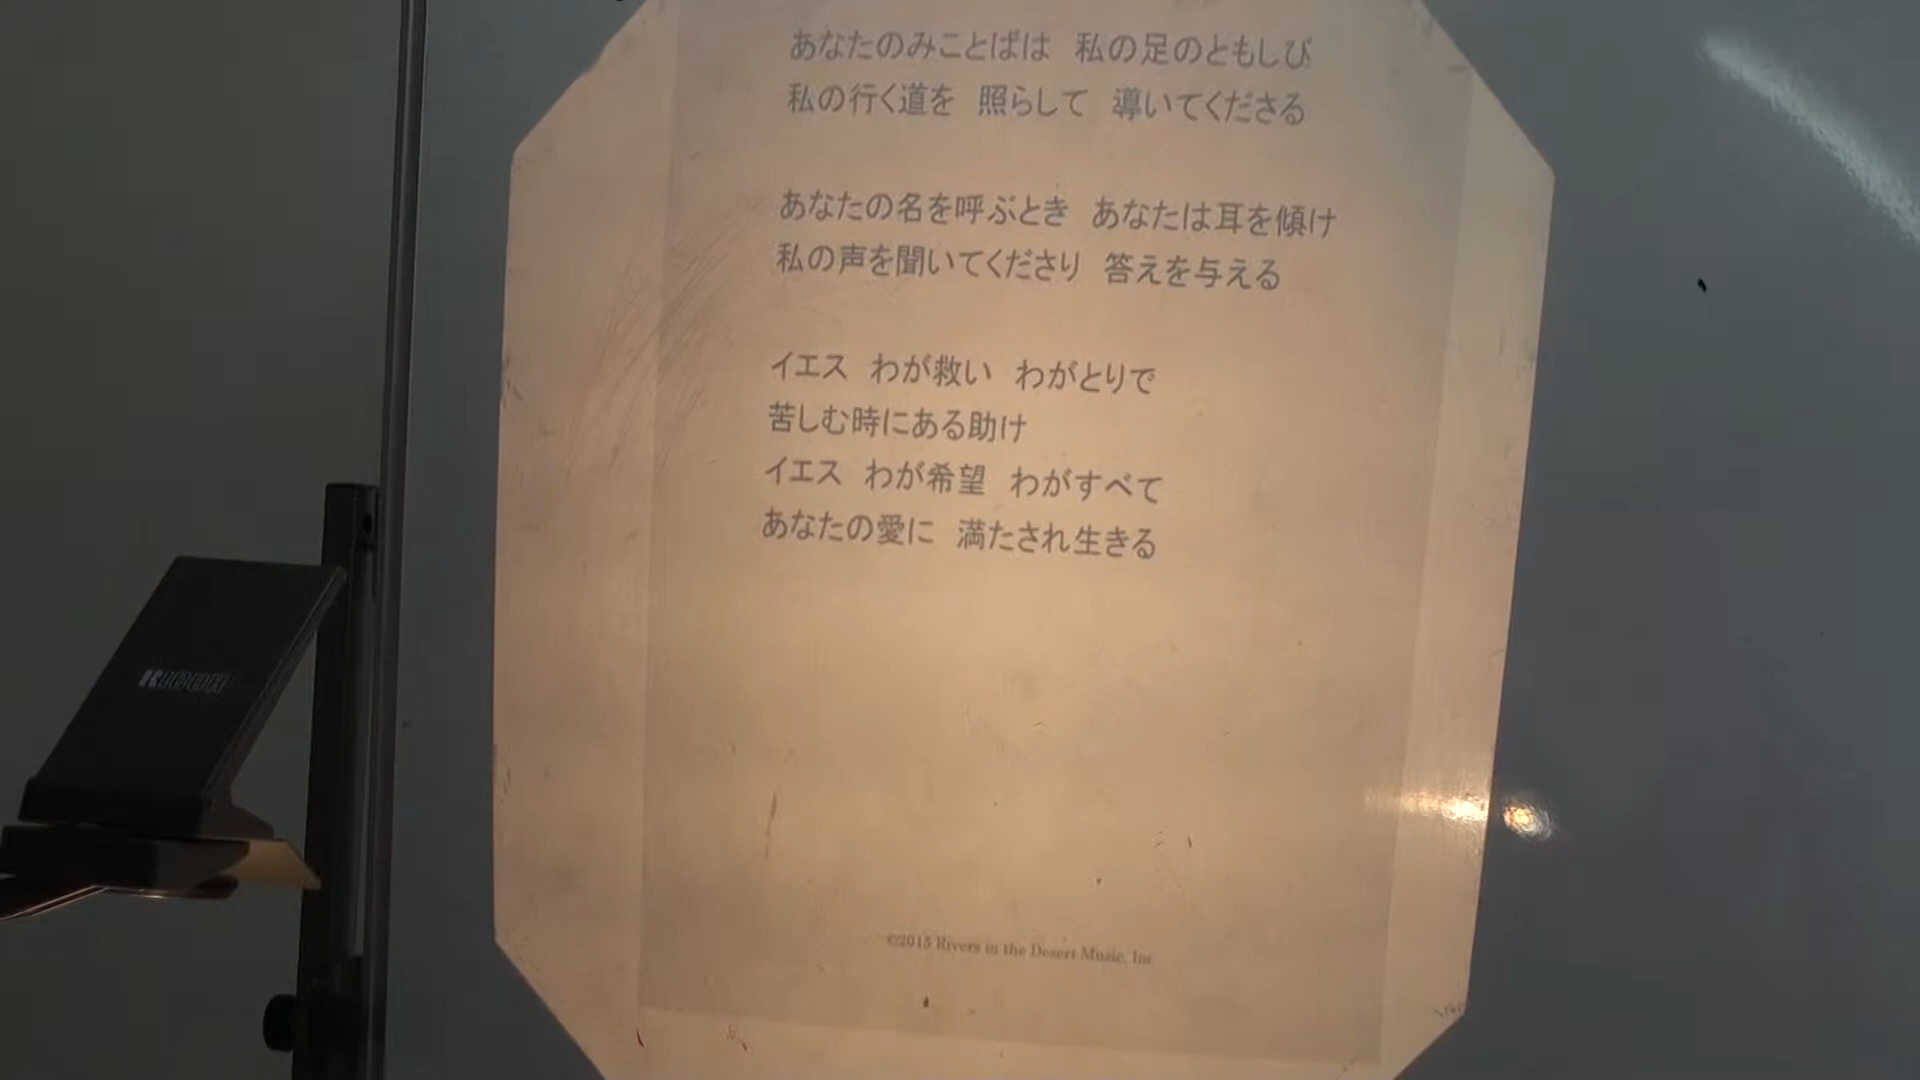 あなたのみことばは　私の足のともしび
私の行く道を　照らして　導いてくださる
あなたの名を呼ぶとき　あなたは耳を傾け
私の声を聞いてくださり　答えを与える
イエス　わが救い　わがとりで
苦しむ時にある助け
イエス　わが希望　わがすべて
あなたの愛に　満たされ生きる
RICOH
©2015 Rivers in the Desert Music, Inc